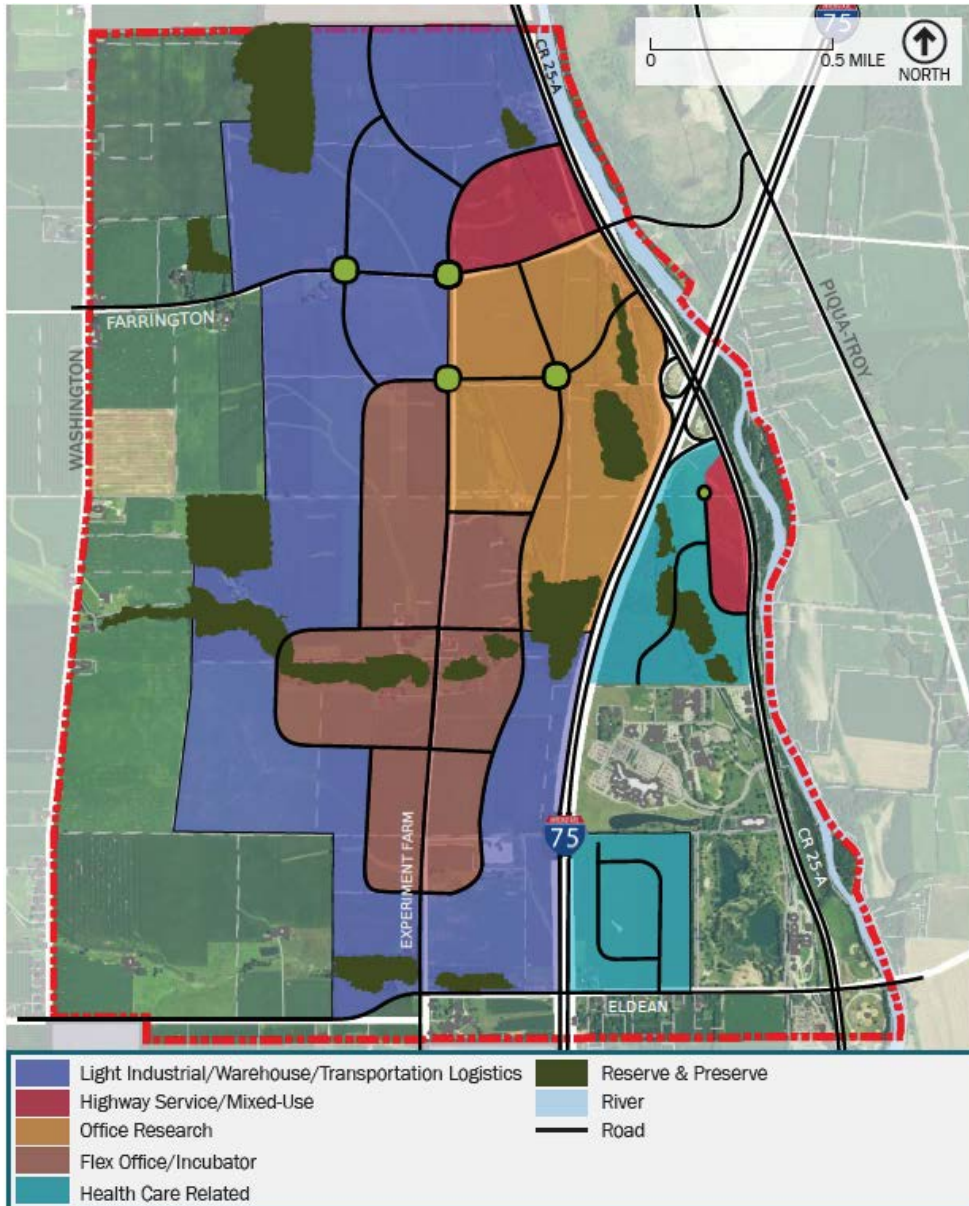 75
CR 25-A
0
0.5 MILE
NORTH
PIQUA-TROY
FARRINGTON
WASHINGTON
75
EXPERIMENT FARM
CR 25-A
ELDEAN
Light Industrial/Warehouse/Transportation Logistics
Highway Service/Mixed-Use
Office Research
Flex Office/Incubator
Health Care Related
Reserve & Preserve
River
Road